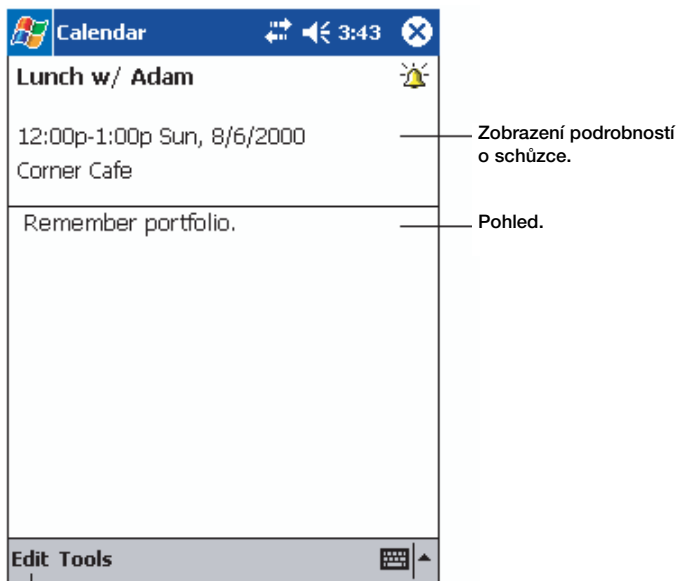 Calendar 3:43
Lunch w/ Adam
12:00p-1:00p Sun, 8/6/2000
Corner Cafe
Zobrazení podrobností
o schůzce.
Remember portfolio.
Pohled.
Edit Tools